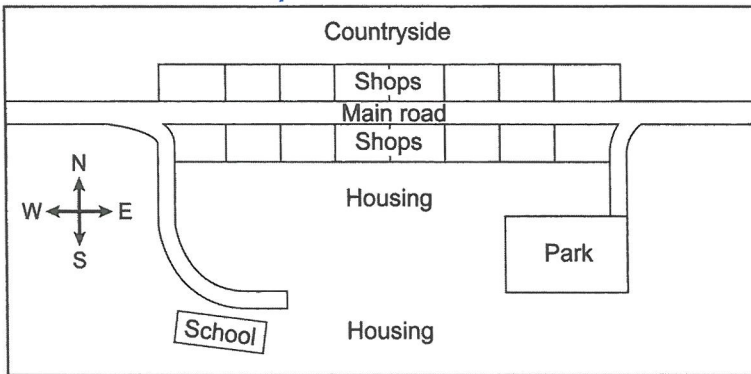 Countryside
Shops
Main road
Shops
N
W E
S
Housing
Park
School
Housing